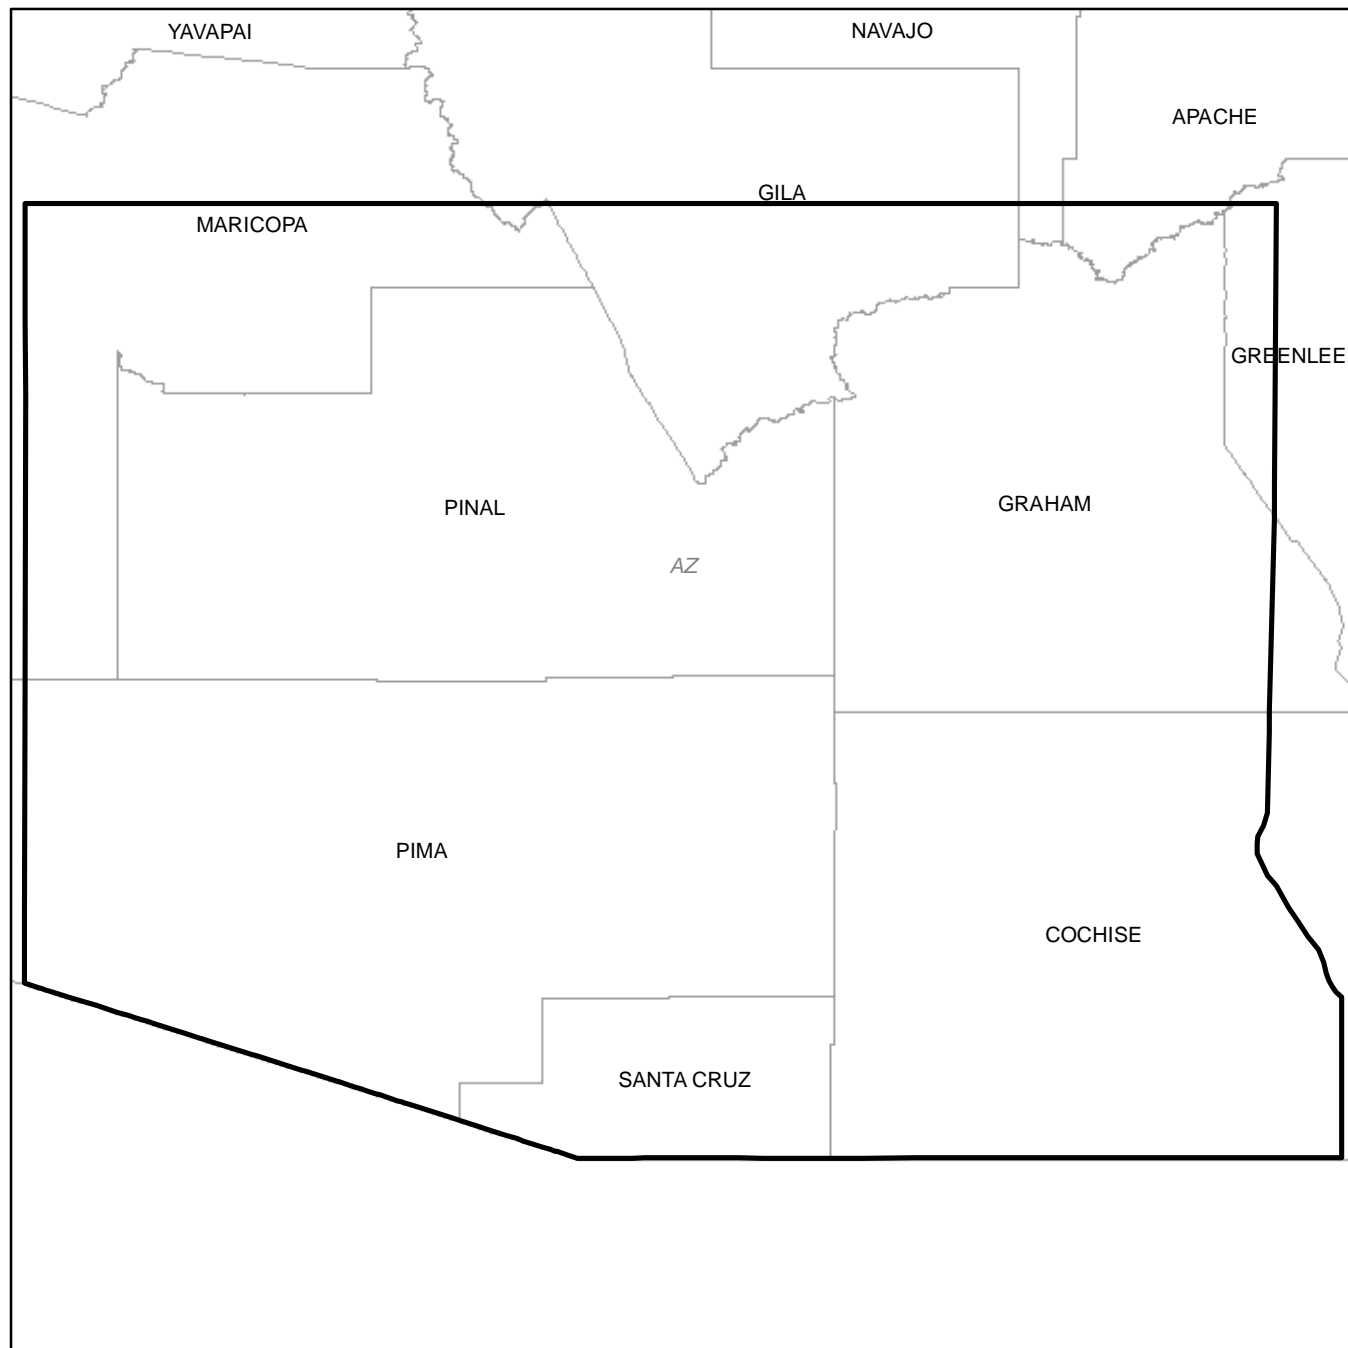 YAVAPAI
NAVAJO
APACHE
GILA
MARICOPA
GREENLEE
GRAHAM
PINAL
AZ
PIMA
COCHISE
SANTA CRUZ